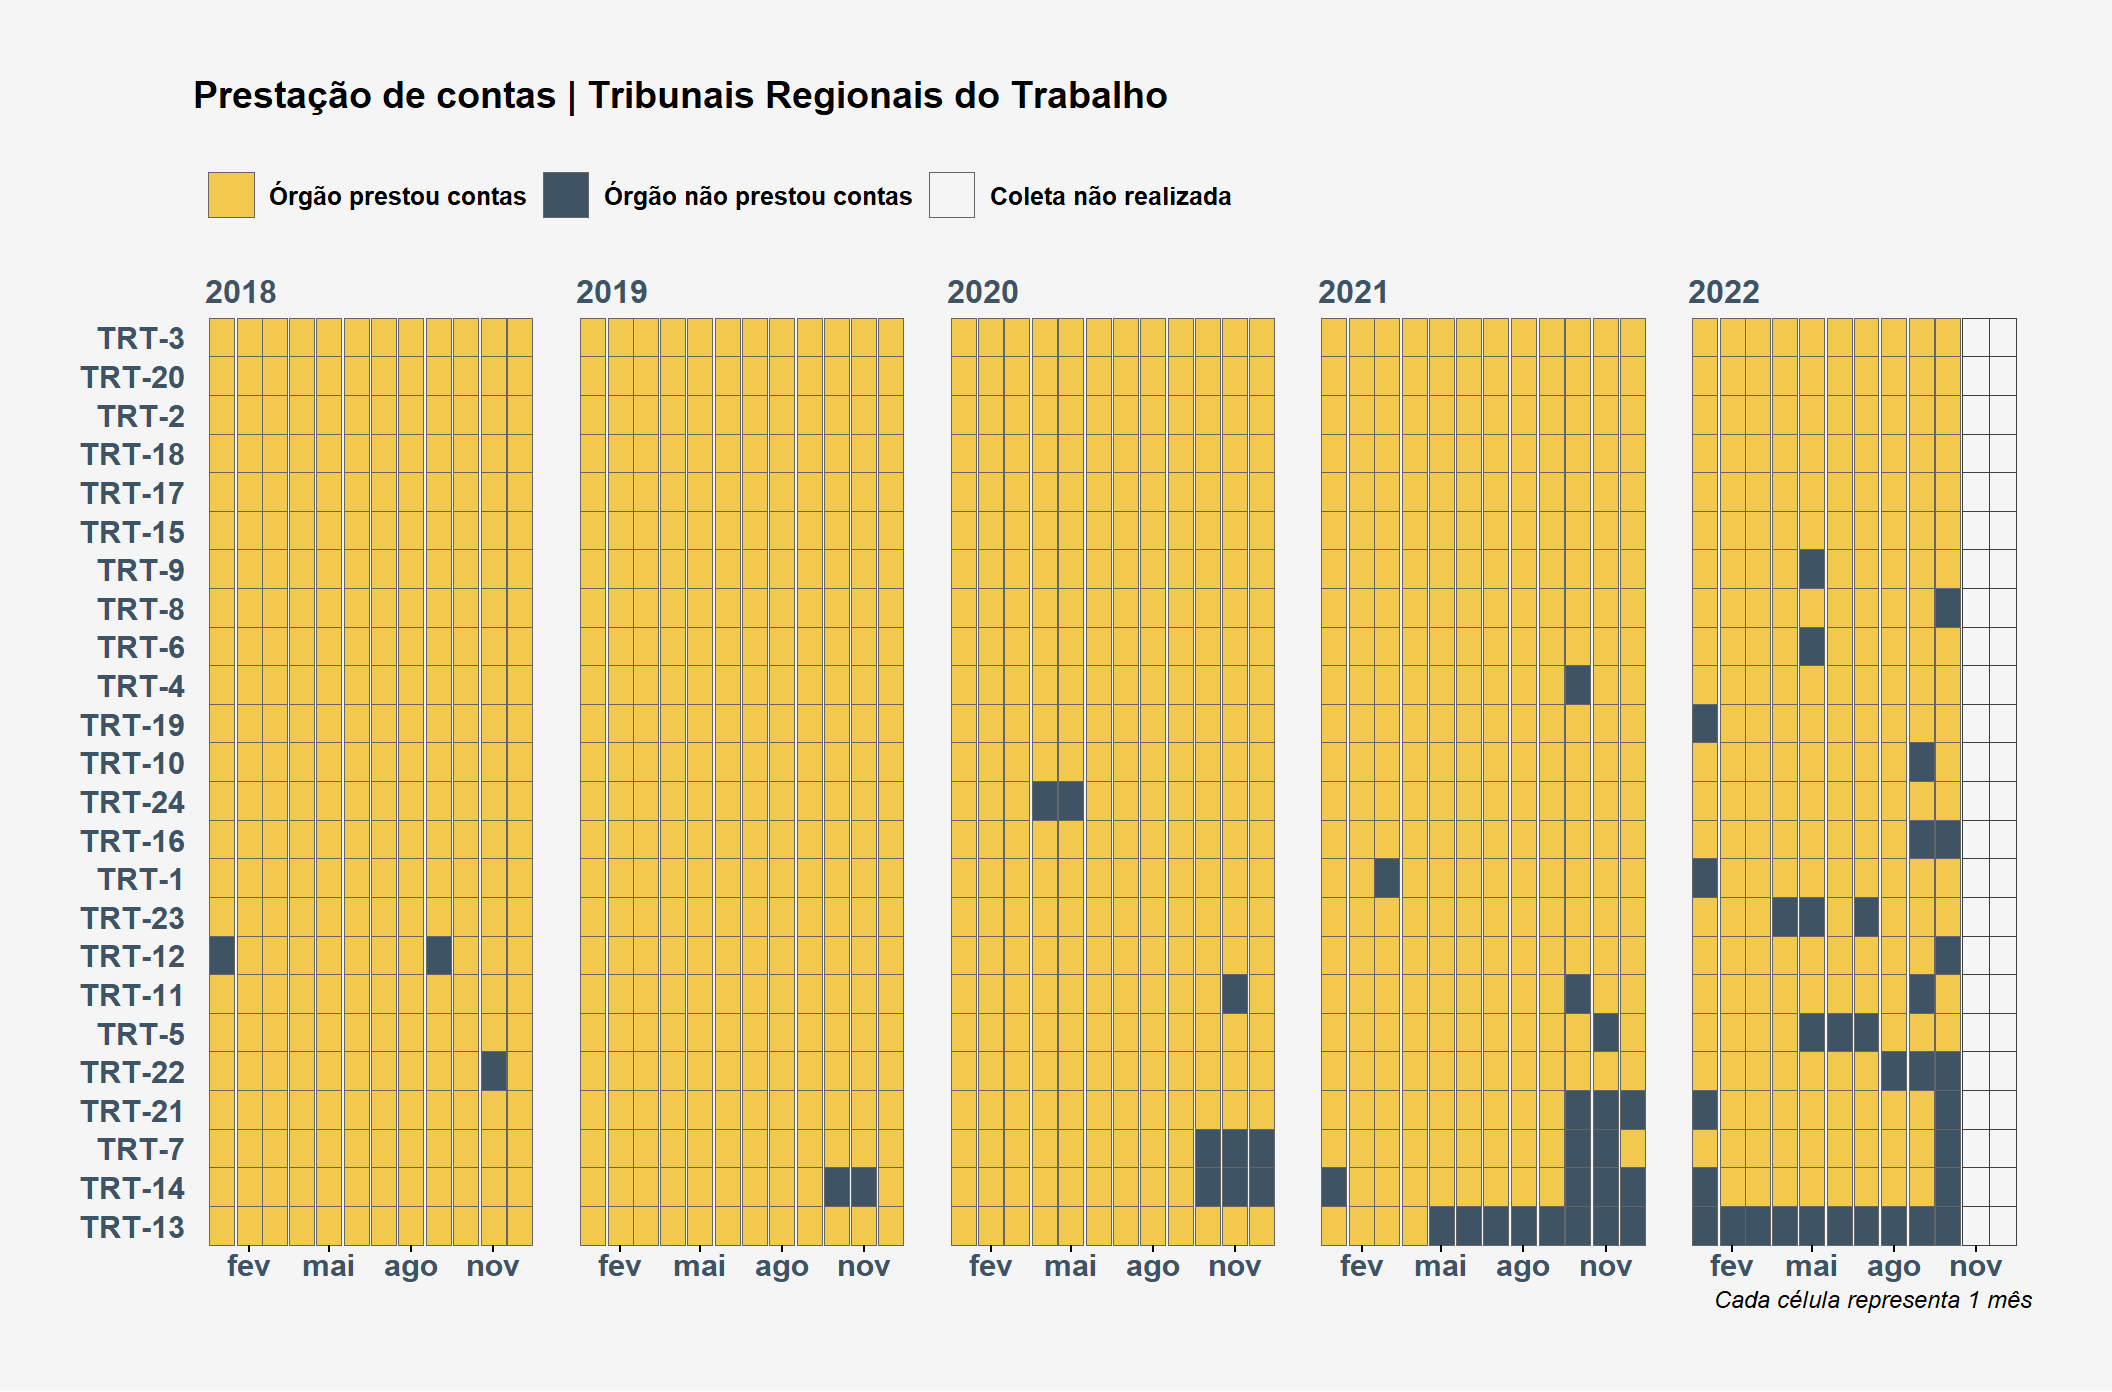 Prestação de contas | Tribunais Regionais do Trabalho
Órgão prestou contas Órgão não prestou contas Coleta não realizada
2018 2019 2020 2021 2022
TRT-3
TRT-20
TRT-2
TRT-18
TRT-17
TRT-15
TRT-9
TRT-8
TRT-6
TRT-4
TRT-19
TRT-10
TRT-24
TRT-16
TRT-1
TRT-23
TRT-12
TRT-11
TRT-5
TRT-22
TRT-21
TRT-7
TRT-14
TRT-13
fev mai ago nov fev mai ago nov fev mai ago nov fev mai ago nov fev mai ago nov
Cada célula representa 1 mês